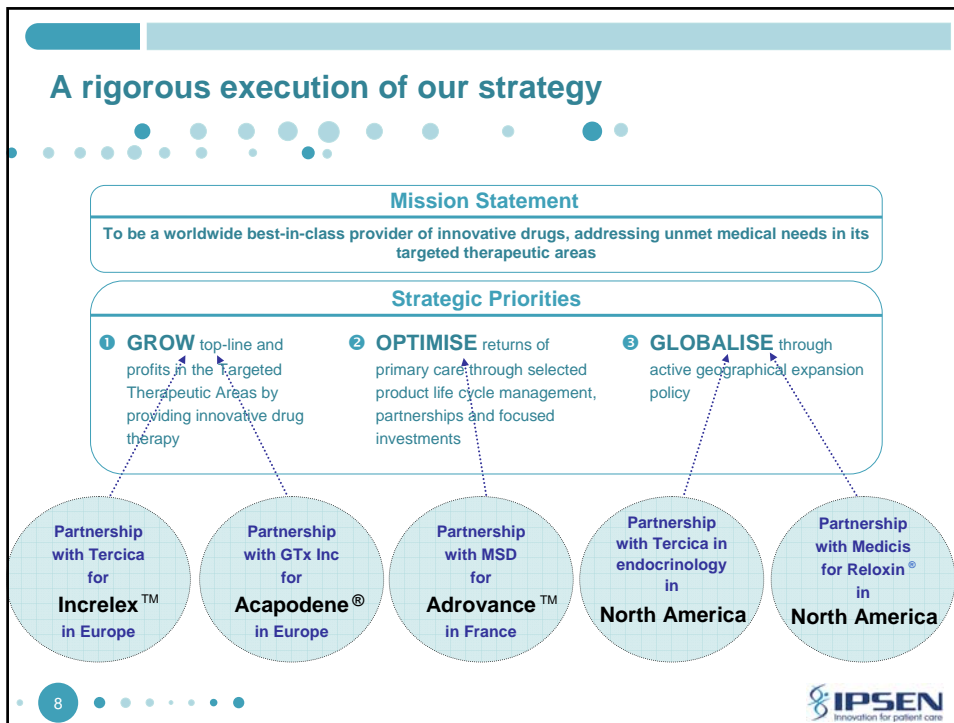 A rigorous execution of our strategy
Mission Statement
To be a worldwide best-in-class provider of innovative drugs, addressing unmet medical needs in its
targeted therapeutic areas
Strategic Priorities
❶ GROW top-line and
profits in the Targeted
Therapeutic Areas by
providing innovative drug
therapy
❷ OPTIMISE returns of
primary care through selected
product life cycle management,
partnerships and focused
investments
❸ GLOBALISE through
active geographical expansion
policy
Partnership
with Tercica
for
Increlex™
in Europe
Partnership
with GTx Inc
for
Acapodene®
in Europe
Partnership
with MSD
for
Adrovance™
in France
Partnership
with Tercica in
endocrinology
in
North America
Partnership
with Medicis
for Reloxin®
in
North America
8
IPSEN
Innovation for patient care